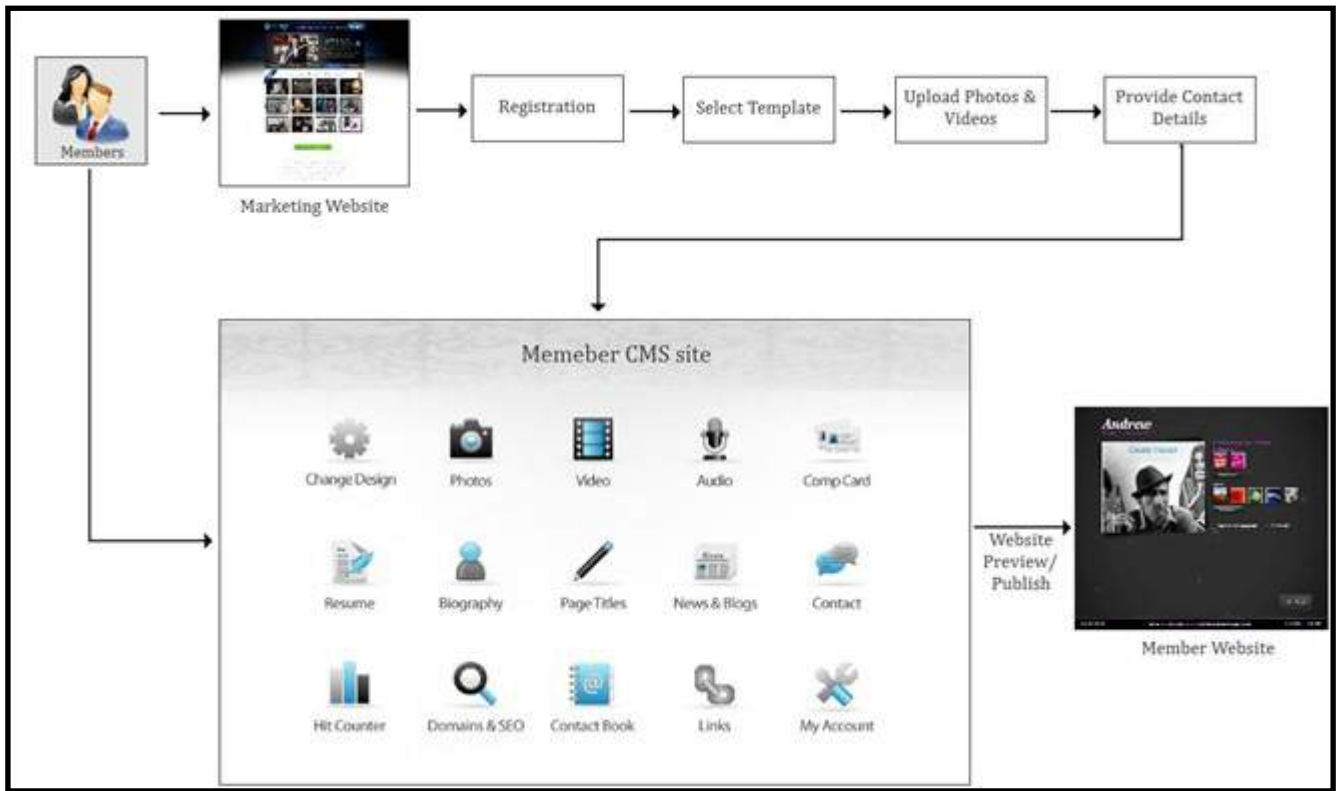 Members
Marketing Website
Registration
Select Template
Upload Photos &
Videos
Provide Contact
Details
Memeber CMS site
Change Design
Photos
Video
Audio
Comp Card
Resume
Biography
Page Titles
News & Blogs
Contact
Hit Counter
Domains & SEO
Contact Book
Links
My Account
Website
Preview/
Publish
Andrew
Member Website